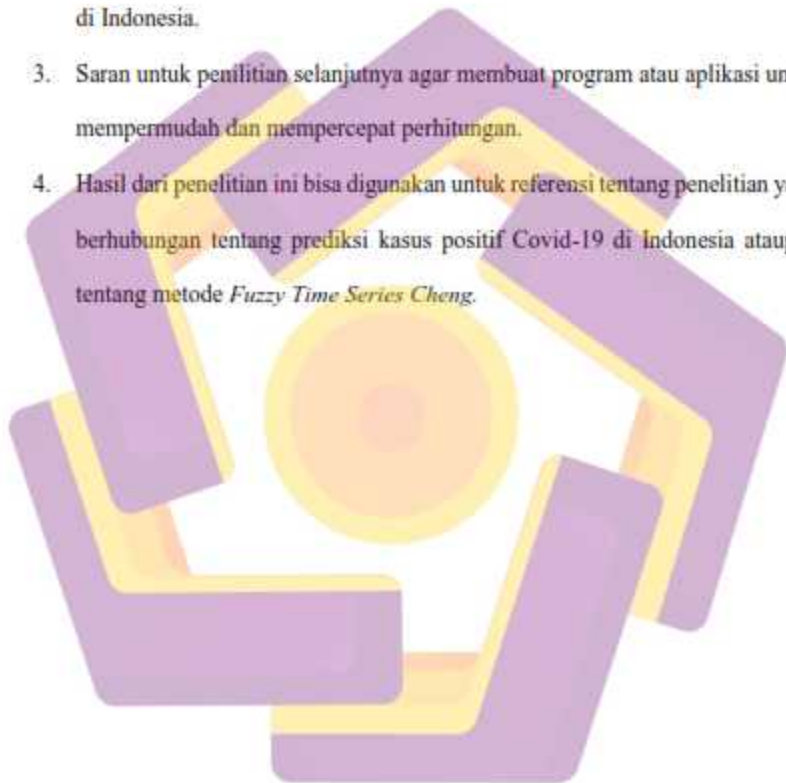 di Indonesia.
3. Saran untuk penilitian selanjutnya agar membuat program atau aplikasi un
mempermudah dan mempercepat perhitungan.
4. Hasil dari penelitian ini bisa digunakan untuk referensi tentang penelitian y
berhubungan tentang prediksi kasus positif Covid-19 di Indonesia atau
tentang metode Fuzzy Time Series Cheng.